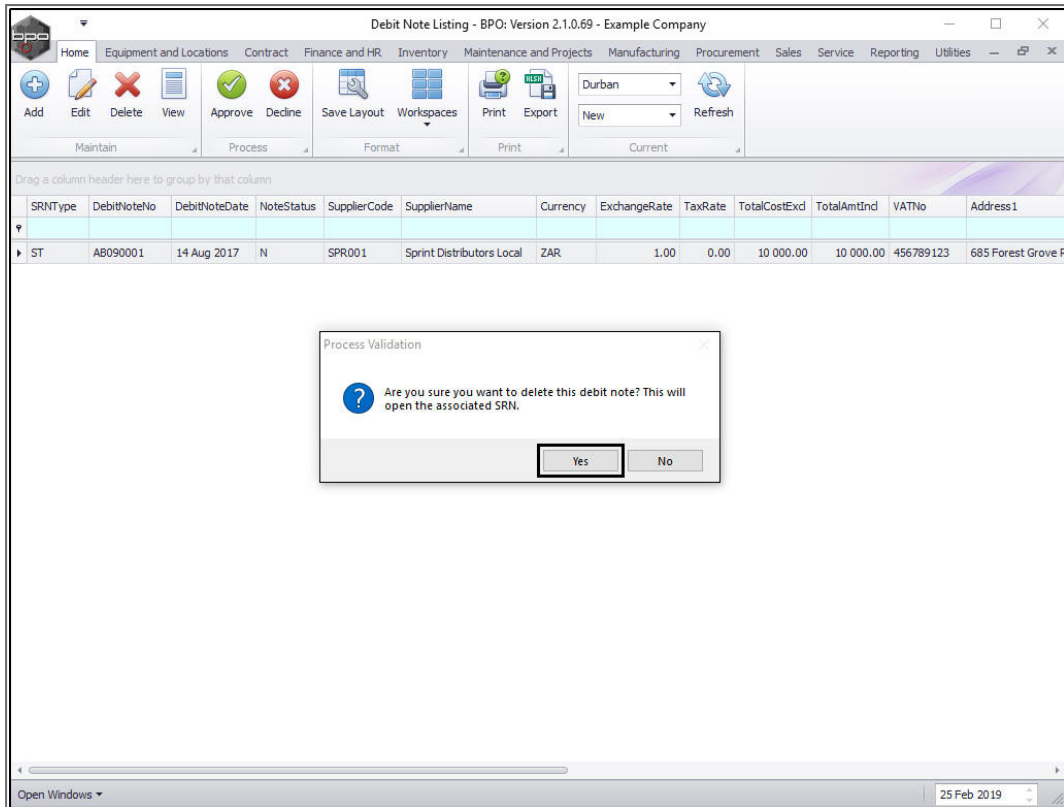 Debit Note Listing - BPO: Version 2.1.0.69 - Example Company
bpo
Home Equipment and Locations Contract Finance and HR Inventory Maintenance and Projects Manufacturing Procurement Sales Service Reporting Utilities
Add Edit Delete View Approve Decline Save Layout Workspaces Print Export Durban New Refresh
Maintain Process Format Print Current
Drag a column header here to group by that column
SRNType DebitNoteNo DebitNoteDate NoteStatus SupplierCode SupplierName Currency ExchangeRate TaxRate TotalCostExcl TotalAmtIncl VATNo Address1
ST AB090001 14 Aug 2017 N SPR001 Sprint Distributors Local ZAR 1.00 0.00 10 000.00 10 000.00 456789123 685 Forest Grove R
Process Validation
Are you sure you want to delete this debit note? This will
open the associated SRN.
Yes No
Open Windows 25 Feb 2019